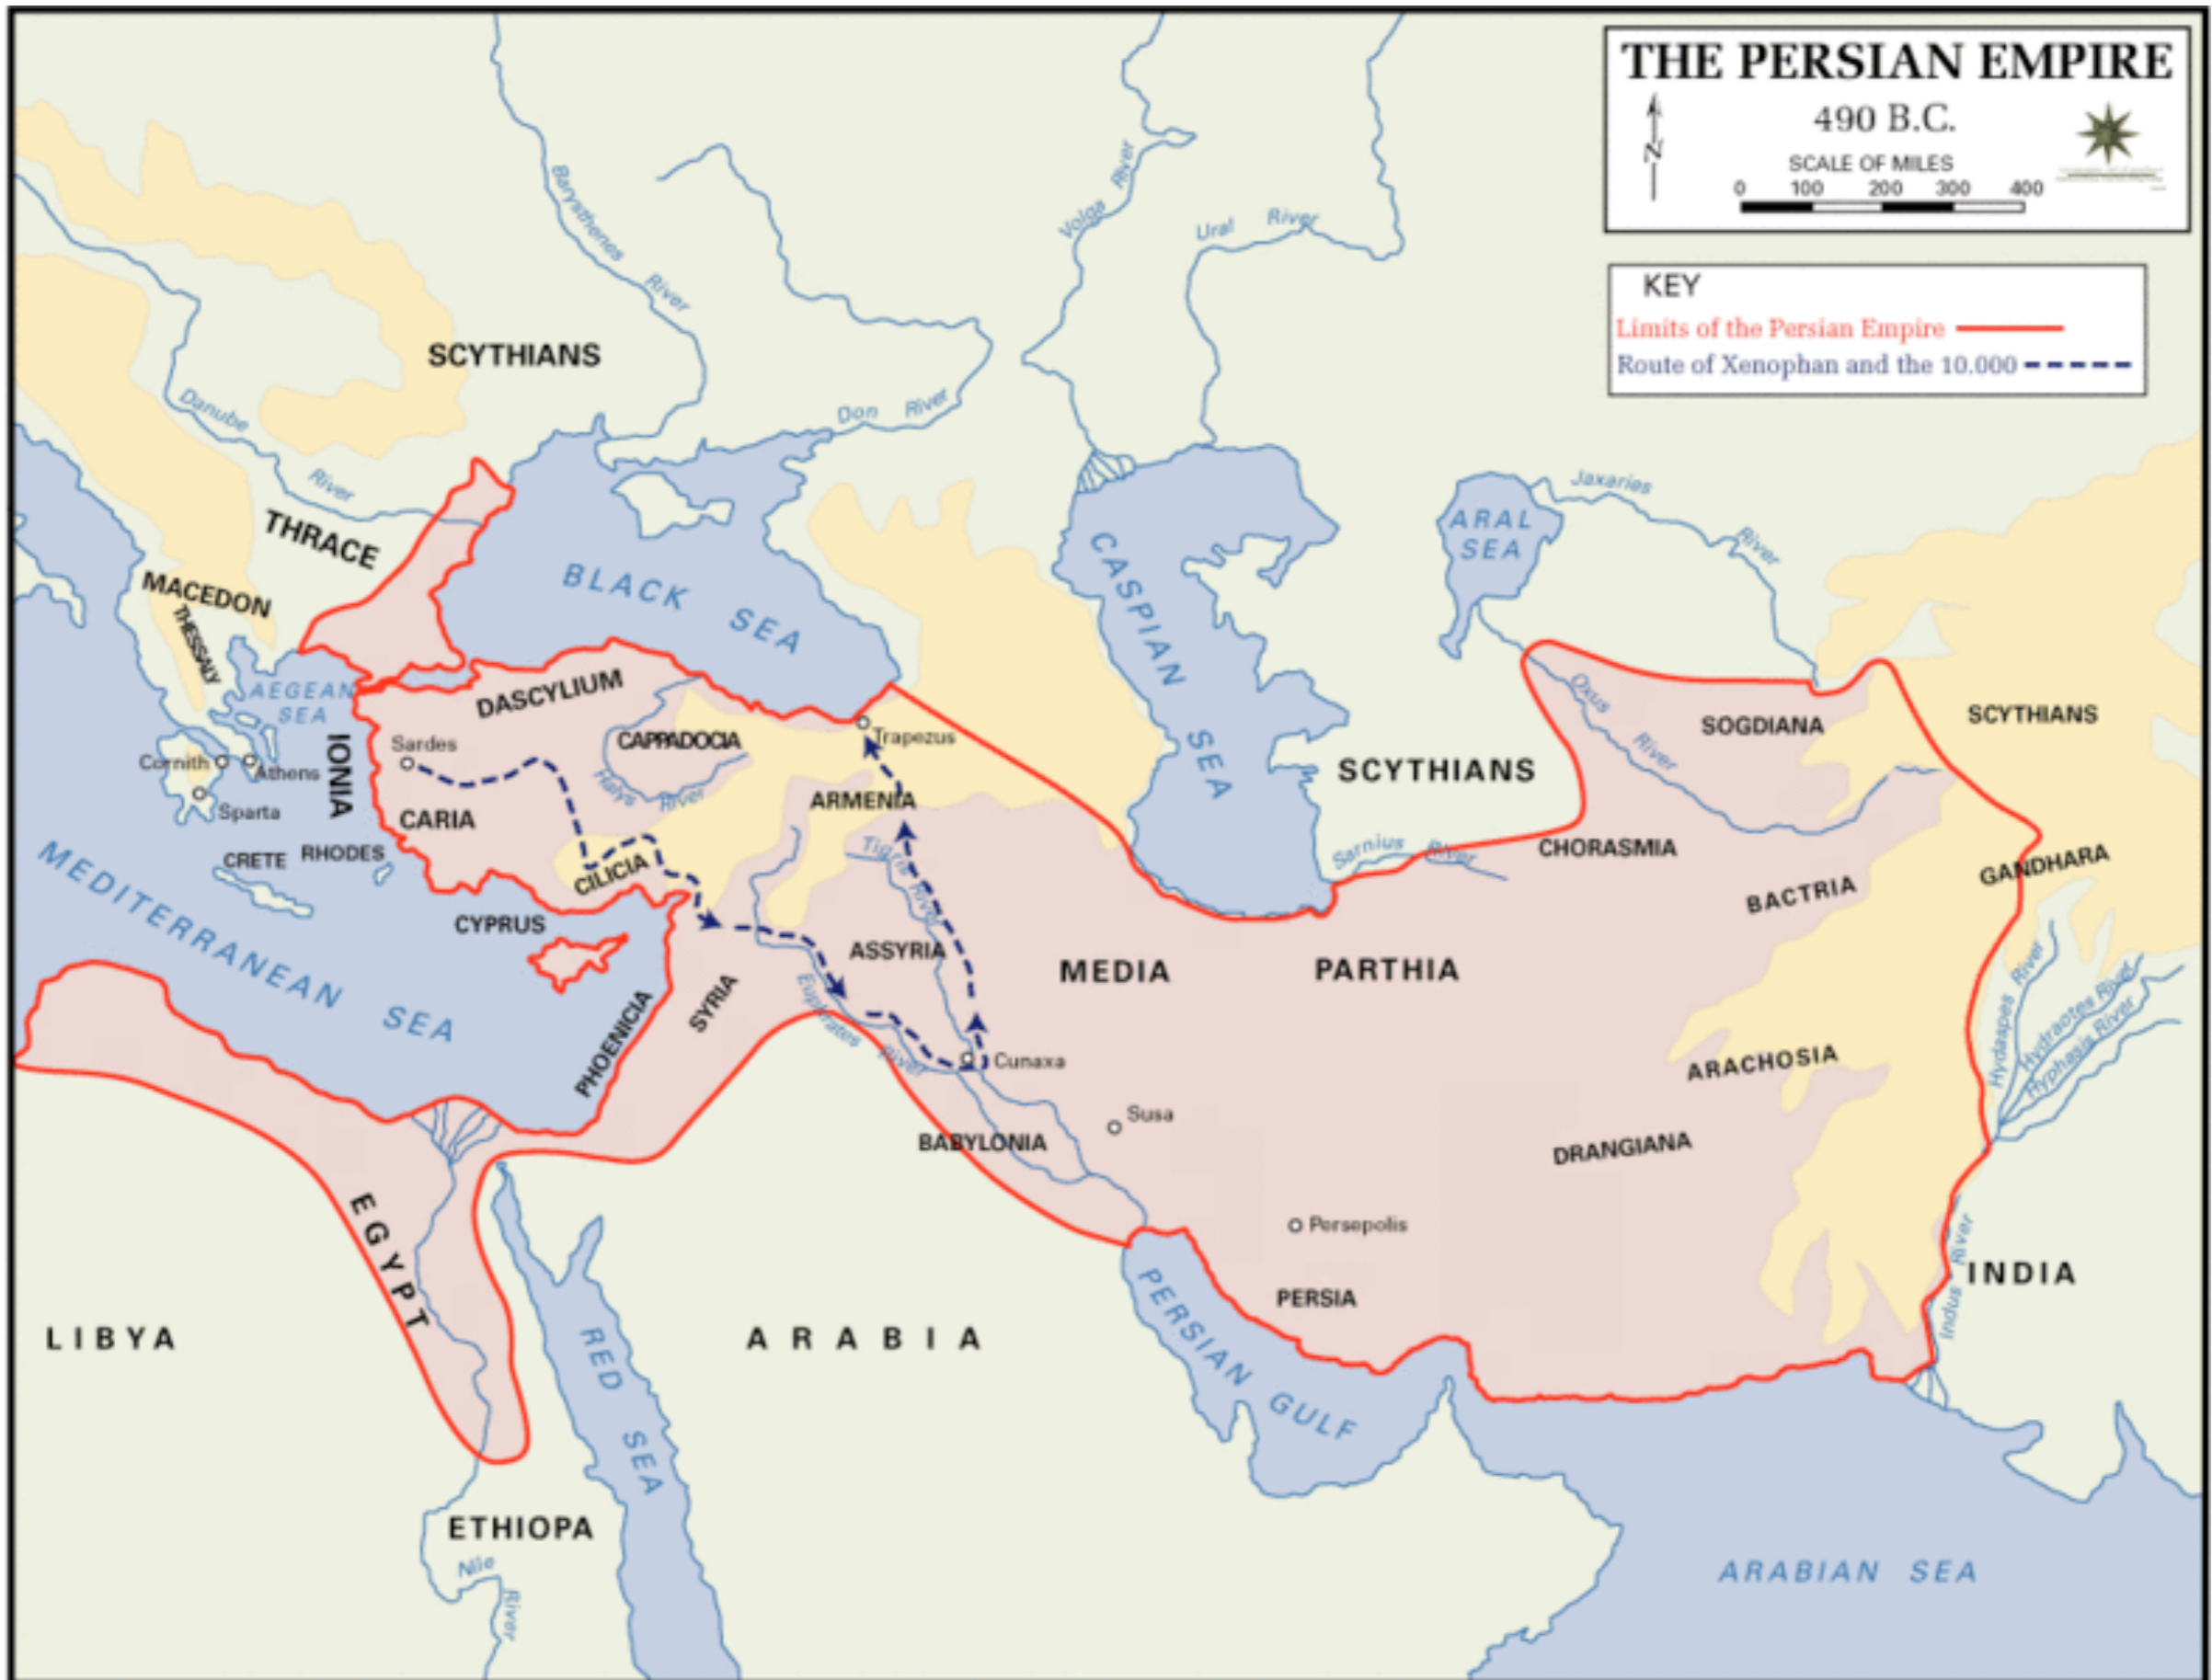 THE PERSIAN EMPIRE
490 B.C.
N
SCALE OF MILES
0 100 200 300 400
KEY
Limits of the Persian Empire
Route of Xenophan and the 10.000
Barysthenes River
Volga River
Ural River
SCYTHIANS
Danube River
Don River
Jaxaries River
ARAL SEA
THRACE
CASPIAN SEA
BLACK SEA
MACEDON
THESSALY
AEGEAN SEA
DASCYLIUM
Oxus River
SOGDIANA
SCYTHIANS
IONIA
Sardes
CAPPADOCIA
Trapezus
Cornith
Athens
SCYTHIANS
Halys River
ARMENIA
Sparta
CARIA
Sarnius River
CHORASMIA
CRETE
RHODES
Tigris River
CILICIA
GANDHARA
BACTRIA
MEDITERRANEAN SEA
CYPRUS
ASSYRIA
MEDIA
PARTHIA
SYRIA
Euphrates River
PHOENICIA
Hydaapes River
Hydraotes River
Hyphasia River
Cunaxa
ARACHOSIA
Susa
BABYLONIA
DRANGIANA
EGYPT
Persepolis
Indus River
INDIA
PERSIA
LIBYA
ARABIA
RED SEA
PERSIAN GULF
ETHIOPA
Nile River
ARABIAN SEA